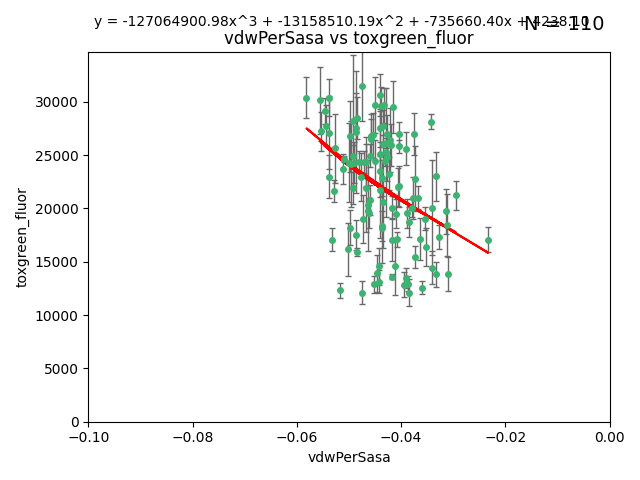 y = -127064900.98x^3 + -13158510.19x^2 + -735660.40x + 4238.10
N = 110
vdwPerSasa vs toxgreen_fluor
30000
25000
20000
15000
10000
5000
0
toxgreen_fluor
−0.10 −0.08 −0.06 −0.04 −0.02 0.00
vdwPerSasa